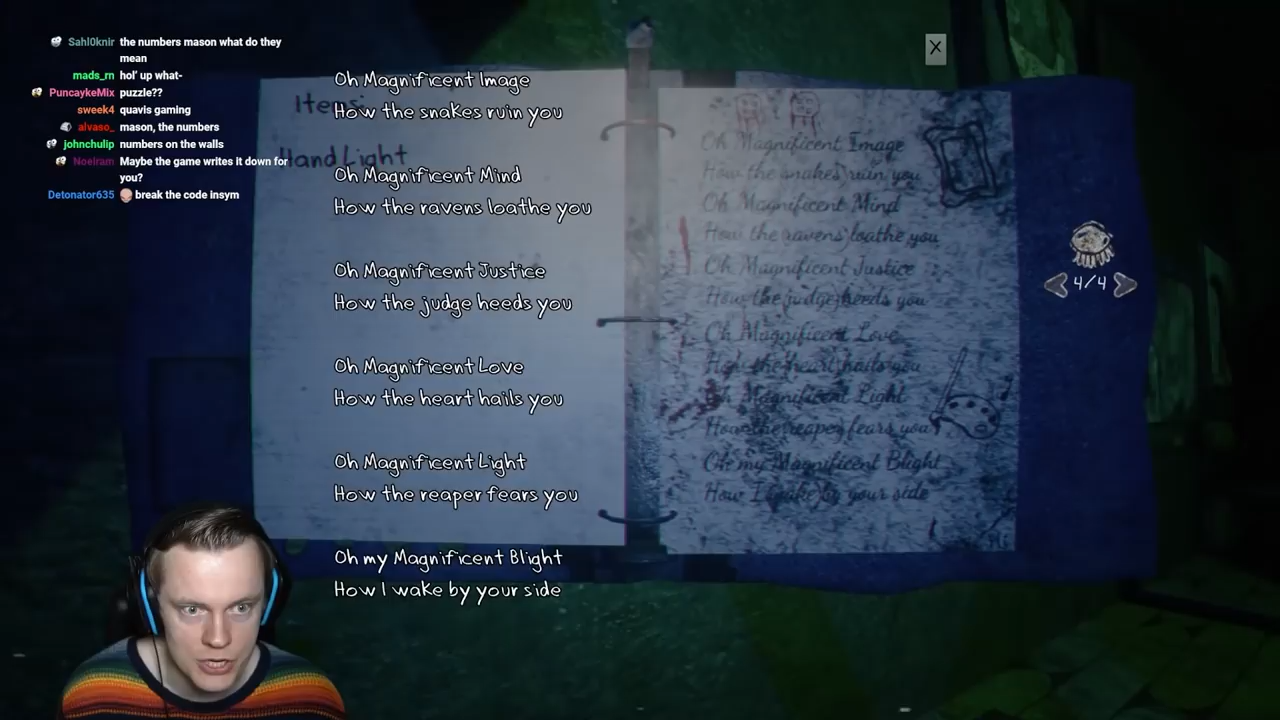 Sahl0knir the numbers mason what do they
mean
mads_rn hol' up what-
PuncaykeMix puzzle??
sweek4 quavis gaming
alvaso_ mason, the numbers
johnchulip numbers on the walls
Noelram Maybe the game writes it down for
you?
Detonator635 break the code insym
Items:
Hand Light
Oh Magnificent Image
How the snakes ruin you
Oh Magnificent Mind
How the ravens loathe you
Oh Magnificent Justice
How the judge heeds you
Oh Magnificent Love
How the heart hails you
Oh Magnificent Light
How the reaper fears you
Oh my Magnificent Blight
How I wake by your side
Oh Magnificent Image
How the snakes ruin you
Oh Magnificent Mind
How the ravens loathe you
Oh Magnificent Justice
How the judge heeds you
Oh Magnificent Love
How the heart hails you
Oh Magnificent Light
How the reaper fears you
Oh my Magnificent Blight
How I wake by your side
X
4/4